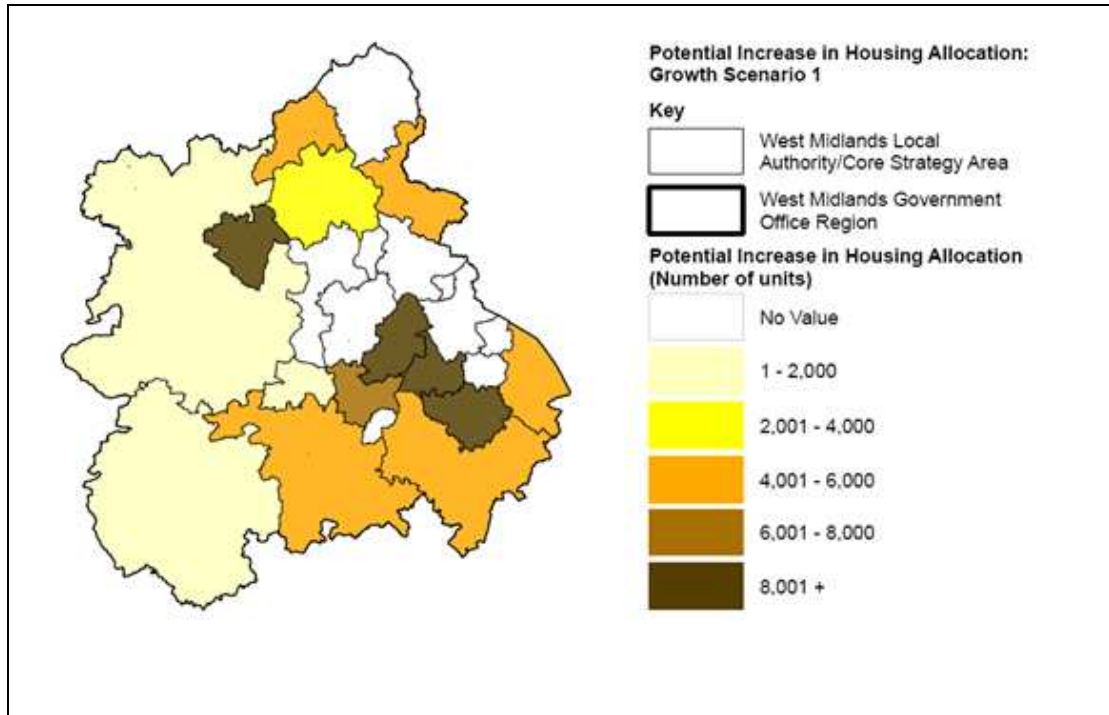 Potential Increase in Housing Allocation:
Growth Scenario 1
Key
West Midlands Local
Authority/Core Strategy Area
West Midlands Government
Office Region
Potential Increase in Housing Allocation
(Number of units)
No Value
1 - 2,000
2,001 - 4,000
4,001 - 6,000
6,001 - 8,000
8,001 +